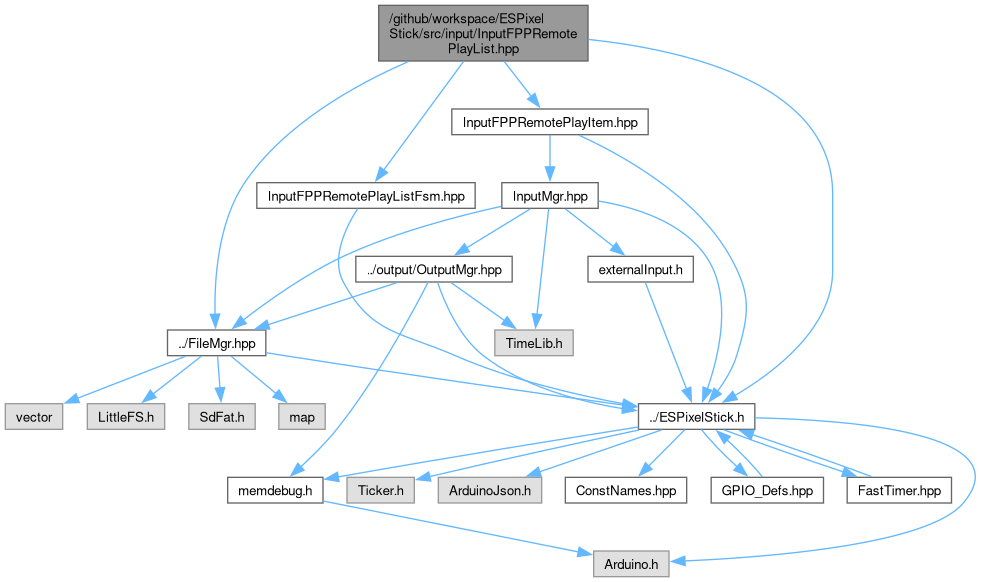 /github/workspace/ESPixel
Stick/src/input/InputFPPRemote
PlayList.hpp
InputFPPRemotePlayItem.hpp
InputFPPRemotePlayListFsm.hpp
InputMgr.hpp
../output/OutputMgr.hpp
externalInput.h
../FileMgr.hpp
TimeLib.h
vector
LittleFS.h
SdFat.h
map
../ESPixelStick.h
memdebug.h
Ticker.h
ArduinoJson.h
ConstNames.hpp
GPIO_Defs.hpp
FastTimer.hpp
Arduino.h